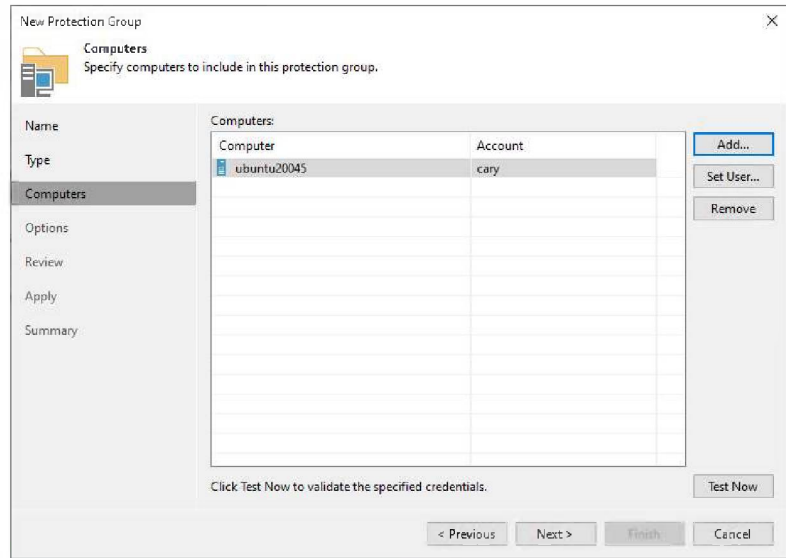 New Protection Group
Computers
Specify computers to include in this protection group.
Name
Type
Computers
Options
Review
Apply
Summary
Computers:
Computer Account
ubuntu20045 cary
Add...
Set User...
Remove
Click Test Now to validate the specified credentials.
Test Now
< Previous Next > Finish Cancel